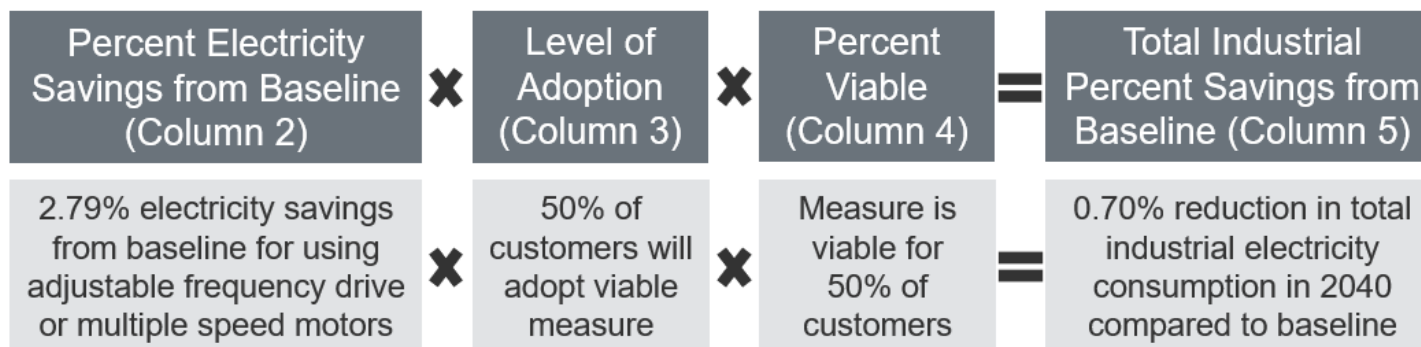 Percent Electricity
Savings from Baseline
(Column 2)
×
Level of
Adoption
(Column 3)
×
Percent
Viable
(Column 4)
=
Total Industrial
Percent Savings from
Baseline (Column 5)
2.79% electricity savings
from baseline for using
adjustable frequency drive
or multiple speed motors
×
50% of
customers will
adopt viable
measure
×
Measure is
viable for
50% of
customers
=
0.70% reduction in total
industrial electricity
consumption in 2040
compared to baseline